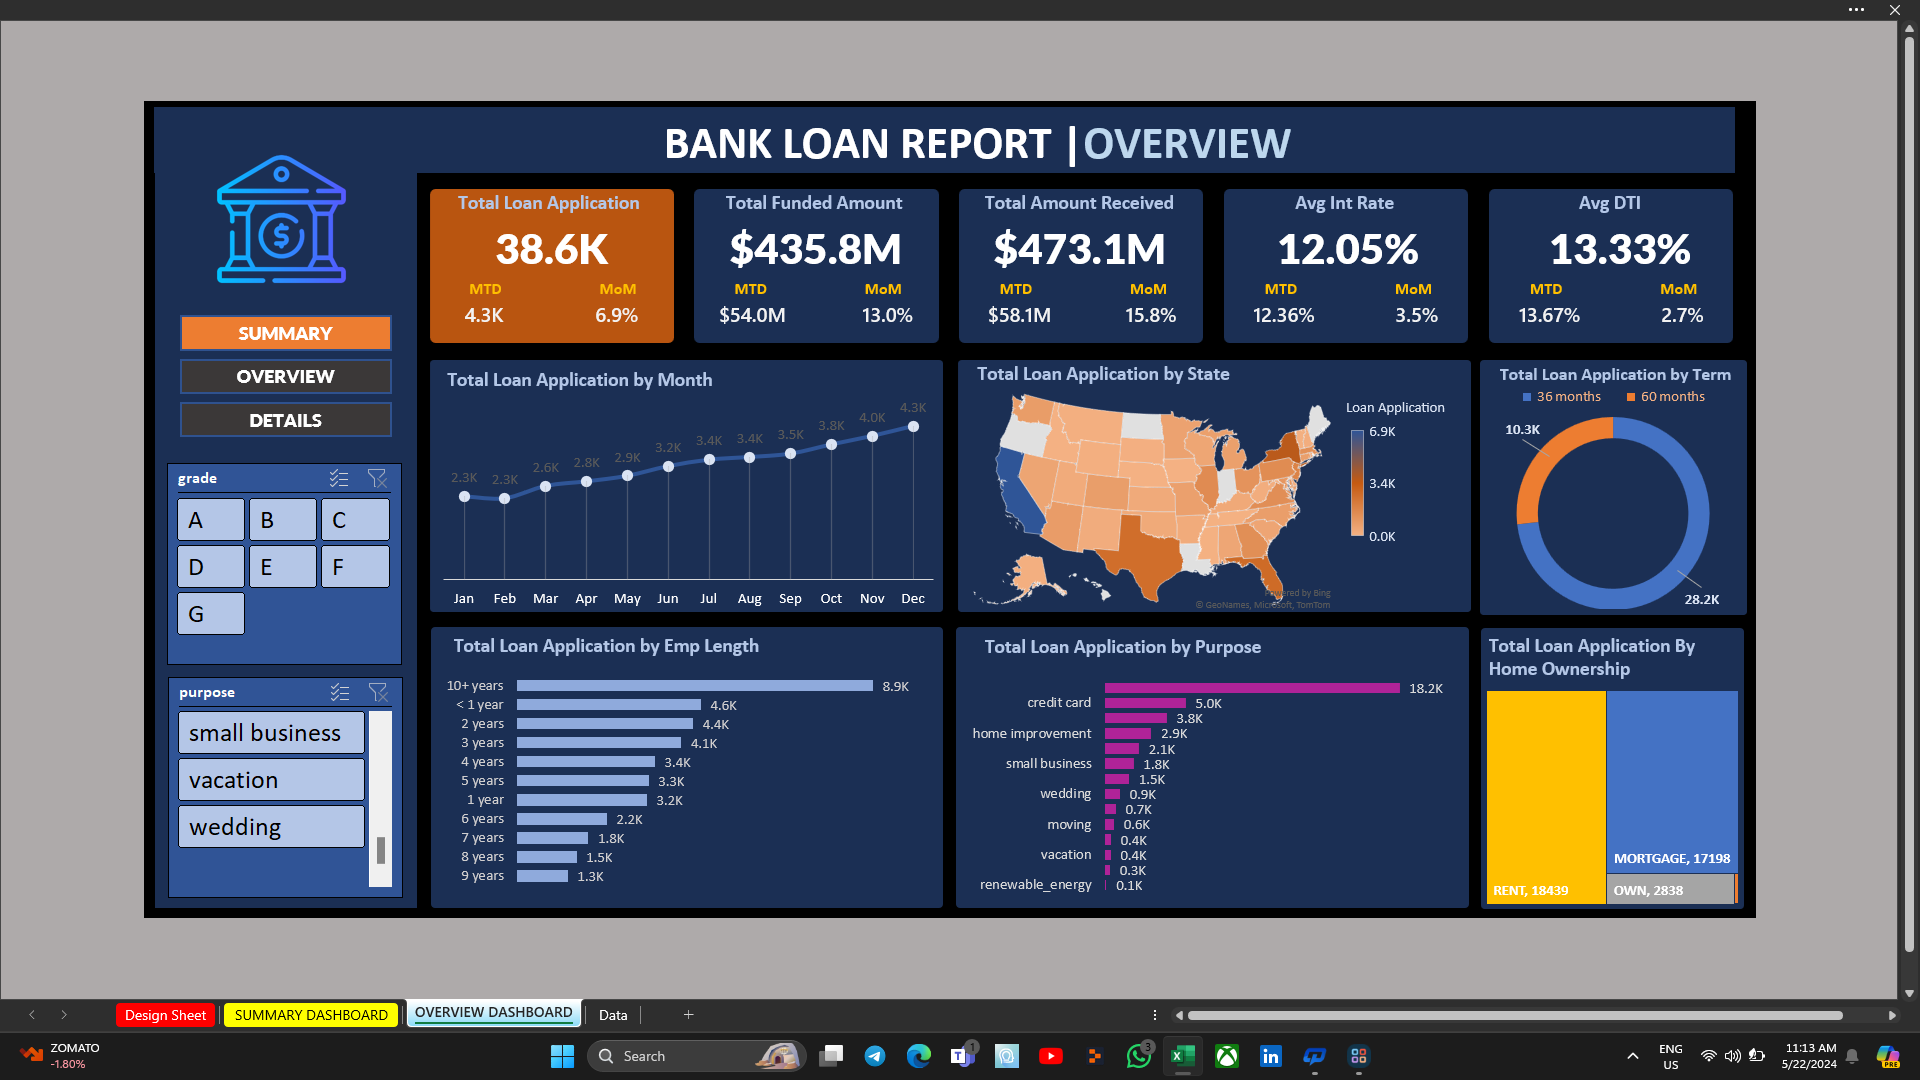 BANK LOAN REPORT |OVERVIEW
SUMMARY
OVERVIEW
DETAILS
grade
A
B
C
D
E
F
G
purpose
small business
vacation
wedding
Total Loan Application
38.6K
MTD
MoM
4.3K
6.9%
Total Funded Amount
$435.8M
MTD
MoM
$54.0M
13.0%
Total Amount Received
$473.1M
MTD
MoM
$58.1M
15.8%
Avg Int Rate
12.05%
MTD
MoM
12.36%
3.5%
Avg DTI
13.33%
MTD
MoM
13.67%
2.7%
Total Loan Application by Month
2.3K
2.3K
2.6K
2.8K
2.9K
3.2K
3.4K
3.4K
3.5K
3.8K
4.0K
4.3K
Jan
Feb
Mar
Apr
May
Jun
Jul
Aug
Sep
Oct
Nov
Dec
Total Loan Application by State
Loan Application
6.9K
3.4K
0.0K
Powered by Bing
© GeoNames, Microsoft, TomTom
Total Loan Application by Term
36 months
60 months
10.3K
28.2K
Total Loan Application by Emp Length
10+ years 8.9K
< 1 year 4.6K
2 years 4.4K
3 years 4.1K
4 years 3.4K
5 years 3.3K
1 year 3.2K
6 years 2.2K
7 years 1.8K
8 years 1.5K
9 years 1.3K
Total Loan Application by Purpose
18.2K
credit card 5.0K
3.8K
home improvement 2.9K
2.1K
small business 1.8K
1.5K
wedding 0.9K
0.7K
moving 0.6K
0.4K
vacation 0.4K
0.3K
renewable_energy 0.1K
Total Loan Application By
Home Ownership
RENT, 18439
MORTGAGE, 17198
OWN, 2838
Design Sheet
SUMMARY DASHBOARD
OVERVIEW DASHBOARD
Data
ZOMATO
-1.80%
Search
1
3
ENG
US
11:13 AM
5/22/2024
PRE